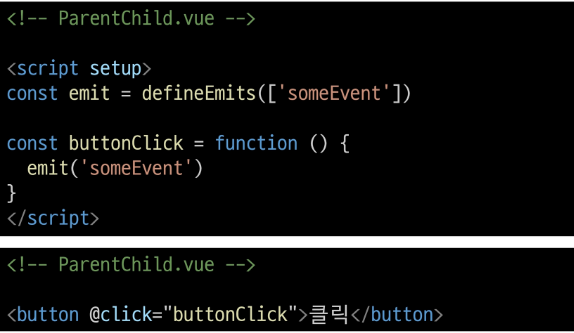 <!-- ParentChild.vue -->
<script setup>
const emit = defineEmits(['someEvent'])
const buttonClick = function () {
  emit('someEvent')
}
</script>
<!-- ParentChild.vue -->
<button @click="buttonClick">클릭</button>